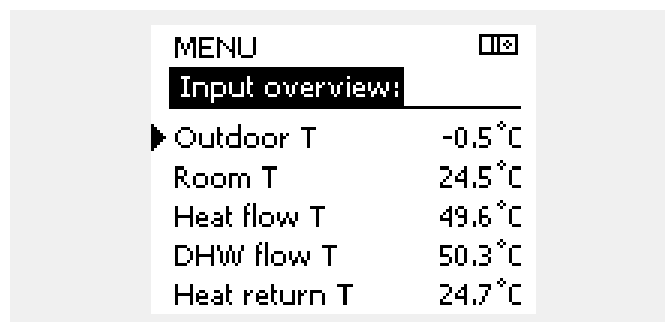 MENU
Input overview:
Outdoor T -0.5°C
Room T 24.5°C
Heat flow T 49.6°C
DHW flow T 50.3°C
Heat return T 24.7°C